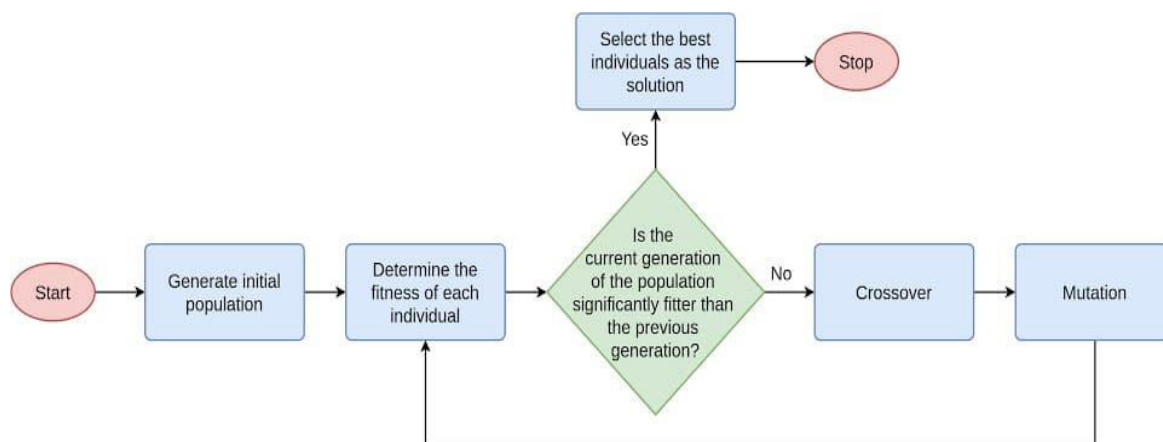 Select the best
individuals as the
solution
Stop
Yes
Start
Generate initial
population
Determine the
fitness of each
individual
Is the
current generation
of the population
significantly fitter than
the previous
generation?
No
Crossover
Mutation